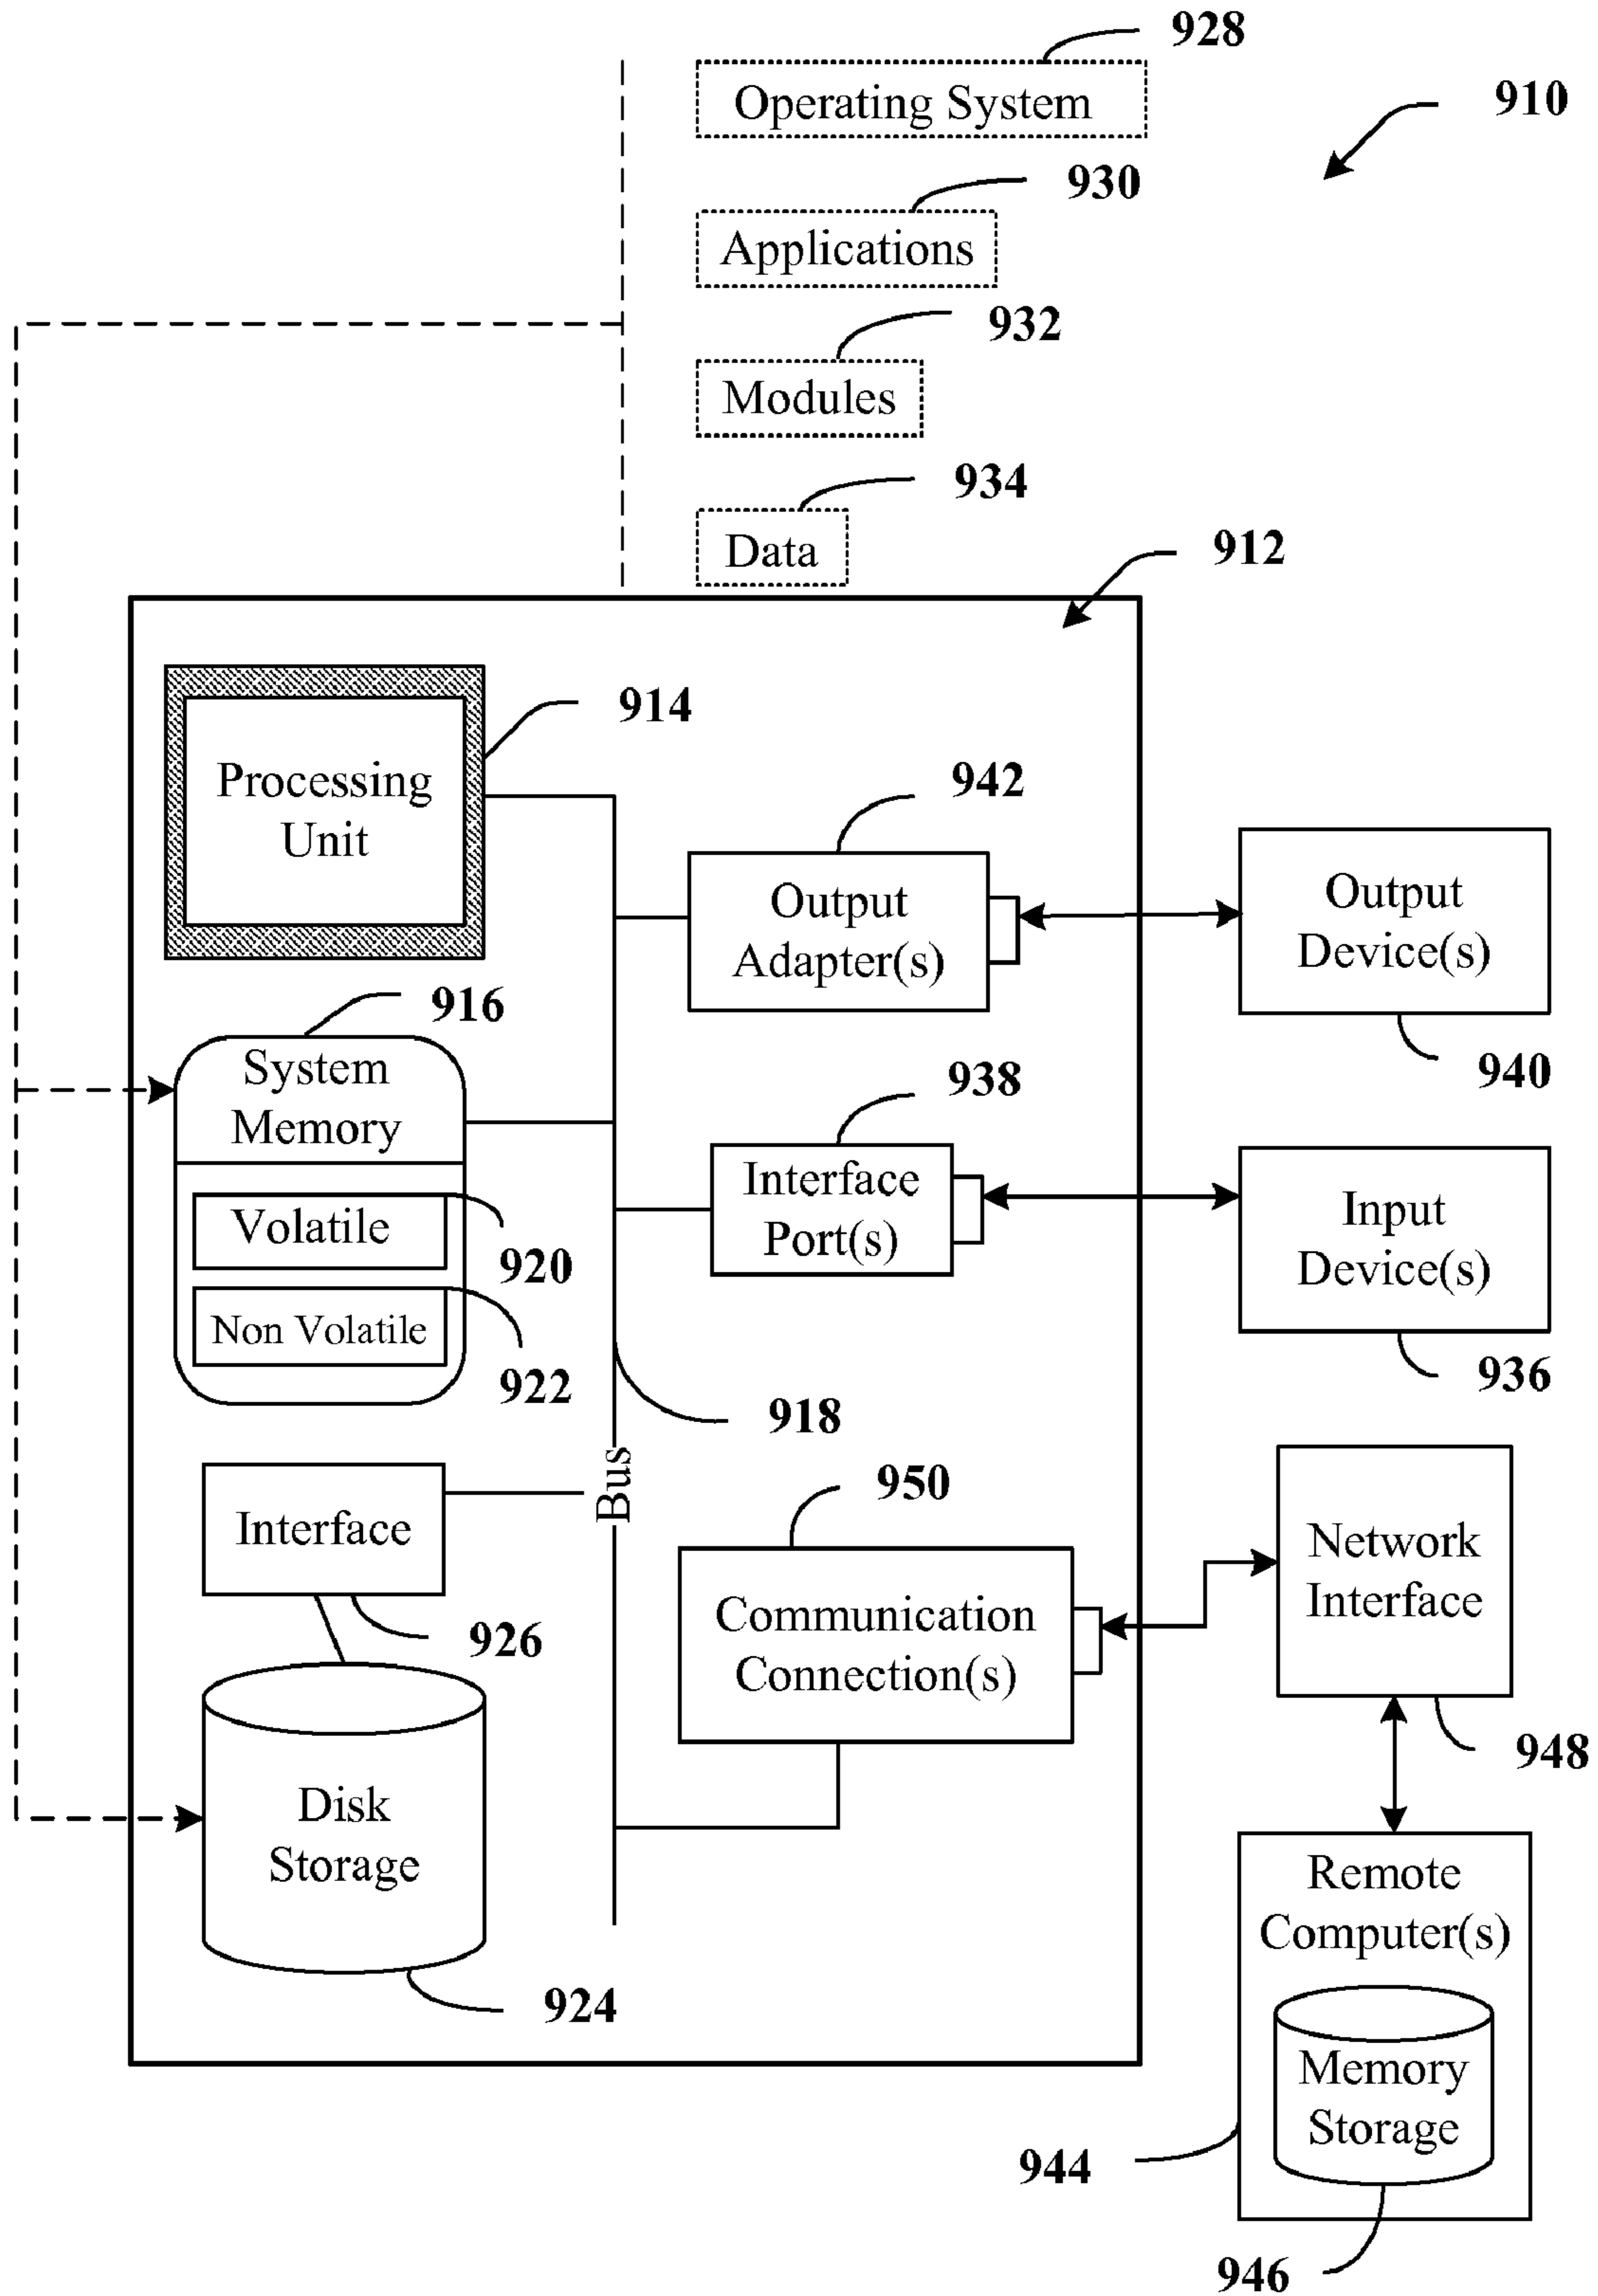 928
Operating System
910
930
Applications
932
Modules
934
Data
912
914
Processing
Unit
942
Output
Adapter(s)
Output
Device(s)
940
916
System
Memory
938
Interface
Port(s)
Input
Device(s)
936
Volatile
920
Non Volatile
922
918
Bus
950
Interface
926
Communication
Connection(s)
Network
Interface
948
Disk
Storage
924
Remote
Computer(s)
Memory
Storage
944
946